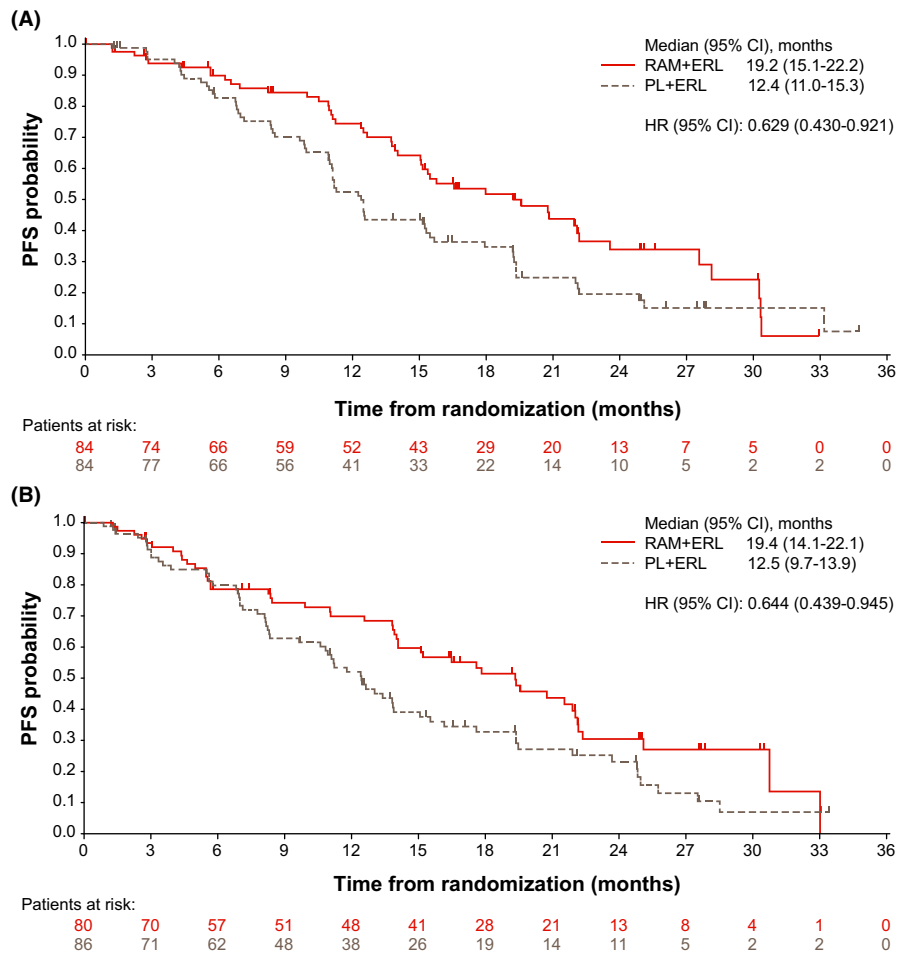 (A)
Median (95% CI), months
RAM+ERL 19.2 (15.1-22.2)
PL+ERL 12.4 (11.0-15.3)
HR (95% CI): 0.629 (0.430-0.921)
PFS probability
1.0
0.9
0.8
0.7
0.6
0.5
0.4
0.3
0.2
0.1
0.0
0 3 6 9 12 15 18 21 24 27 30 33 36
Time from randomization (months)
Patients at risk:
84 74 66 59 52 43 29 20 13 7 5 0 0
84 77 66 56 41 33 22 14 10 5 2 2 0
(B)
Median (95% CI), months
RAM+ERL 19.4 (14.1-22.1)
PL+ERL 12.5 (9.7-13.9)
HR (95% CI): 0.644 (0.439-0.945)
PFS probability
1.0
0.9
0.8
0.7
0.6
0.5
0.4
0.3
0.2
0.1
0.0
0 3 6 9 12 15 18 21 24 27 30 33 36
Time from randomization (months)
Patients at risk:
80 70 57 51 48 41 28 21 13 8 4 1 0
86 71 62 48 38 26 19 14 11 5 2 2 0